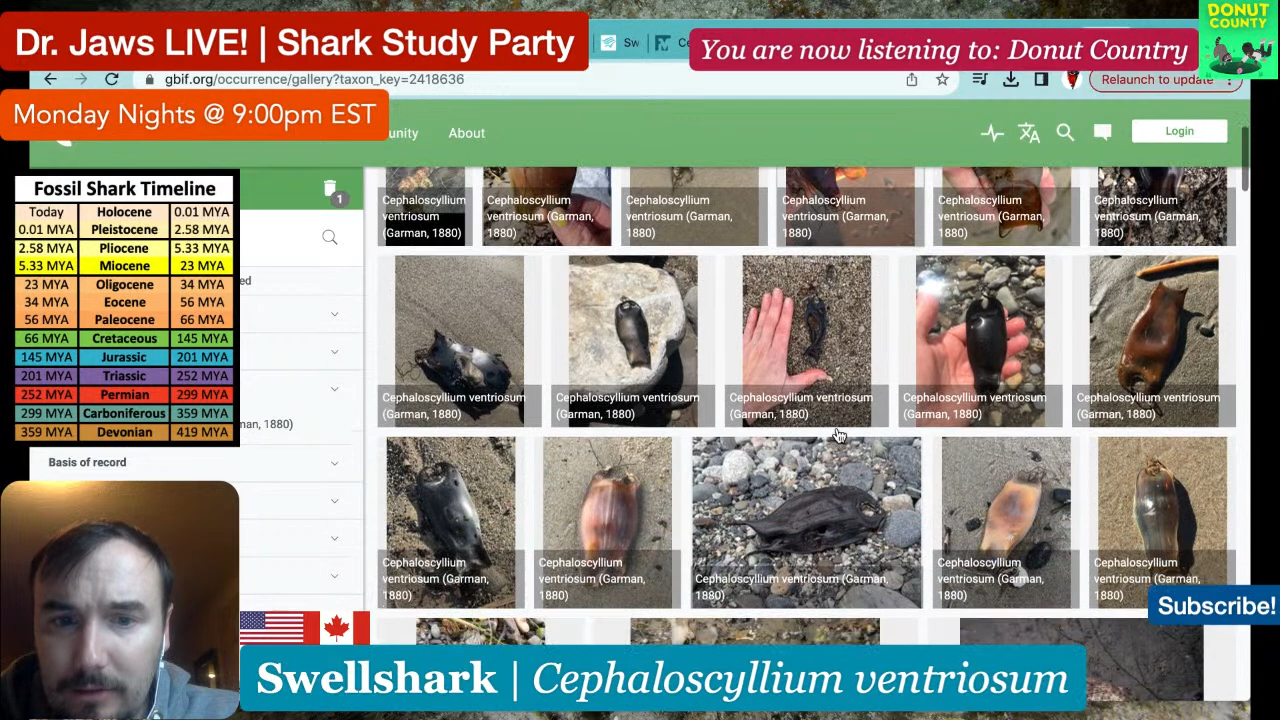 Dr. Jaws LIVE! | Shark Study Party
Sw
Ce
You are now listening to: Donut Country
DONUT
COUNTY
gbif.org/occurrence/gallery?taxon_key=2418636
Relaunch to update
Monday Nights @ 9:00pm EST
unity
About
Login
1
Fossil Shark Timeline
Today Holocene 0.01 MYA
0.01 MYA Pleistocene 2.58 MYA
2.58 MYA Pliocene 5.33 MYA
5.33 MYA Miocene 23 MYA
23 MYA Oligocene 34 MYA
34 MYA Eocene 56 MYA
56 MYA Paleocene 66 MYA
66 MYA Cretaceous 145 MYA
145 MYA Jurassic 201 MYA
201 MYA Triassic 252 MYA
252 MYA Permian 299 MYA
299 MYA Carboniferous 359 MYA
359 MYA Devonian 419 MYA
ed
nan, 1880)
Basis of record
Cephaloscyllium
ventriosum
(Garman, 1880)
Cephaloscyllium
ventriosum (Garman,
1880)
Cephaloscyllium
ventriosum (Garman,
1880)
Cephaloscyllium
ventriosum (Garman,
1880)
Cephaloscyllium
ventriosum (Garman,
1880)
Cephaloscyllium
ventriosum (Garman,
1880)
Cephaloscyllium ventriosum
(Garman, 1880)
Cephaloscyllium ventriosum
(Garman, 1880)
Cephaloscyllium ventriosum
(Garman, 1880)
Cephaloscyllium ventriosum
(Garman, 1880)
Cephaloscyllium ventriosum
(Garman, 1880)
Cephaloscyllium
ventriosum (Garman,
1880)
Cephaloscyllium
ventriosum (Garman,
1880)
Cephaloscyllium ventriosum (Garman,
1880)
Cephaloscyllium
ventriosum (Garman,
1880)
Cephaloscyllium
ventriosum (Garman,
1880)
Subscribe!
Swellshark | Cephaloscyllium ventriosum